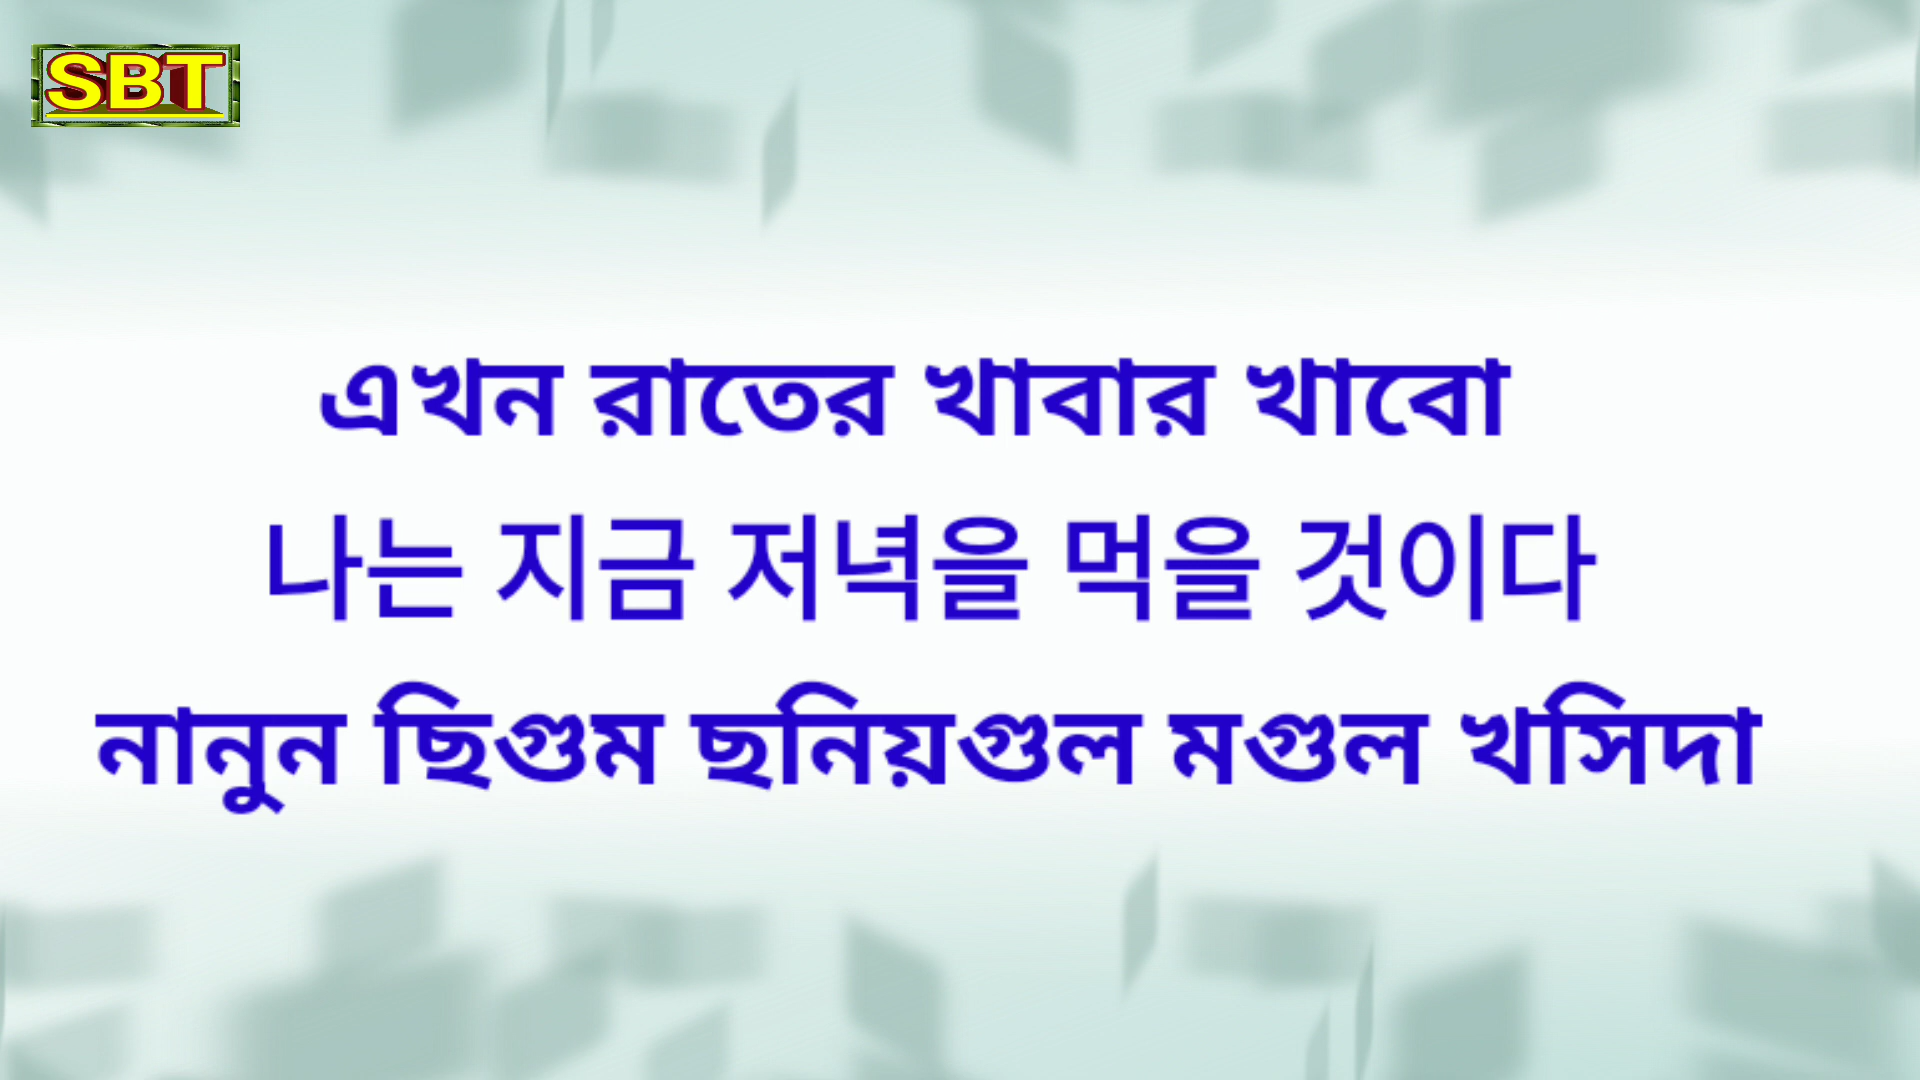 SBT
এখন রাতের খাবার খাবো
나는 지금 저녁을 먹을 것이다
নানুন ছিগুম ছনিয়গুল মগুল খসিদা